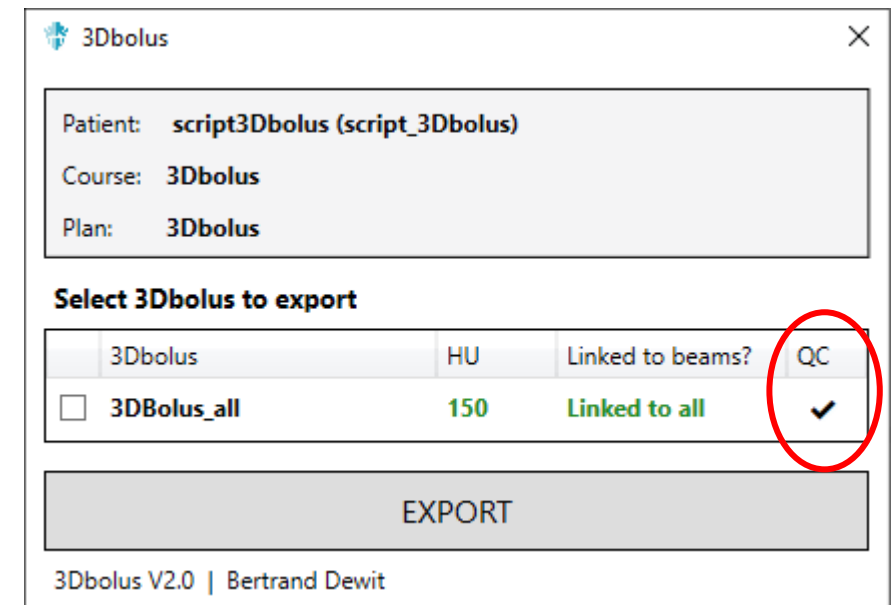 3Dbolus
Patient: script3Dbolus (script_3Dbolus)
Course: 3Dbolus
Plan: 3Dbolus
Select 3Dbolus to export
3Dbolus HU Linked to beams? QC
3DBolus_all 150 Linked to all
EXPORT
3Dbolus V2.0 | Bertrand Dewit